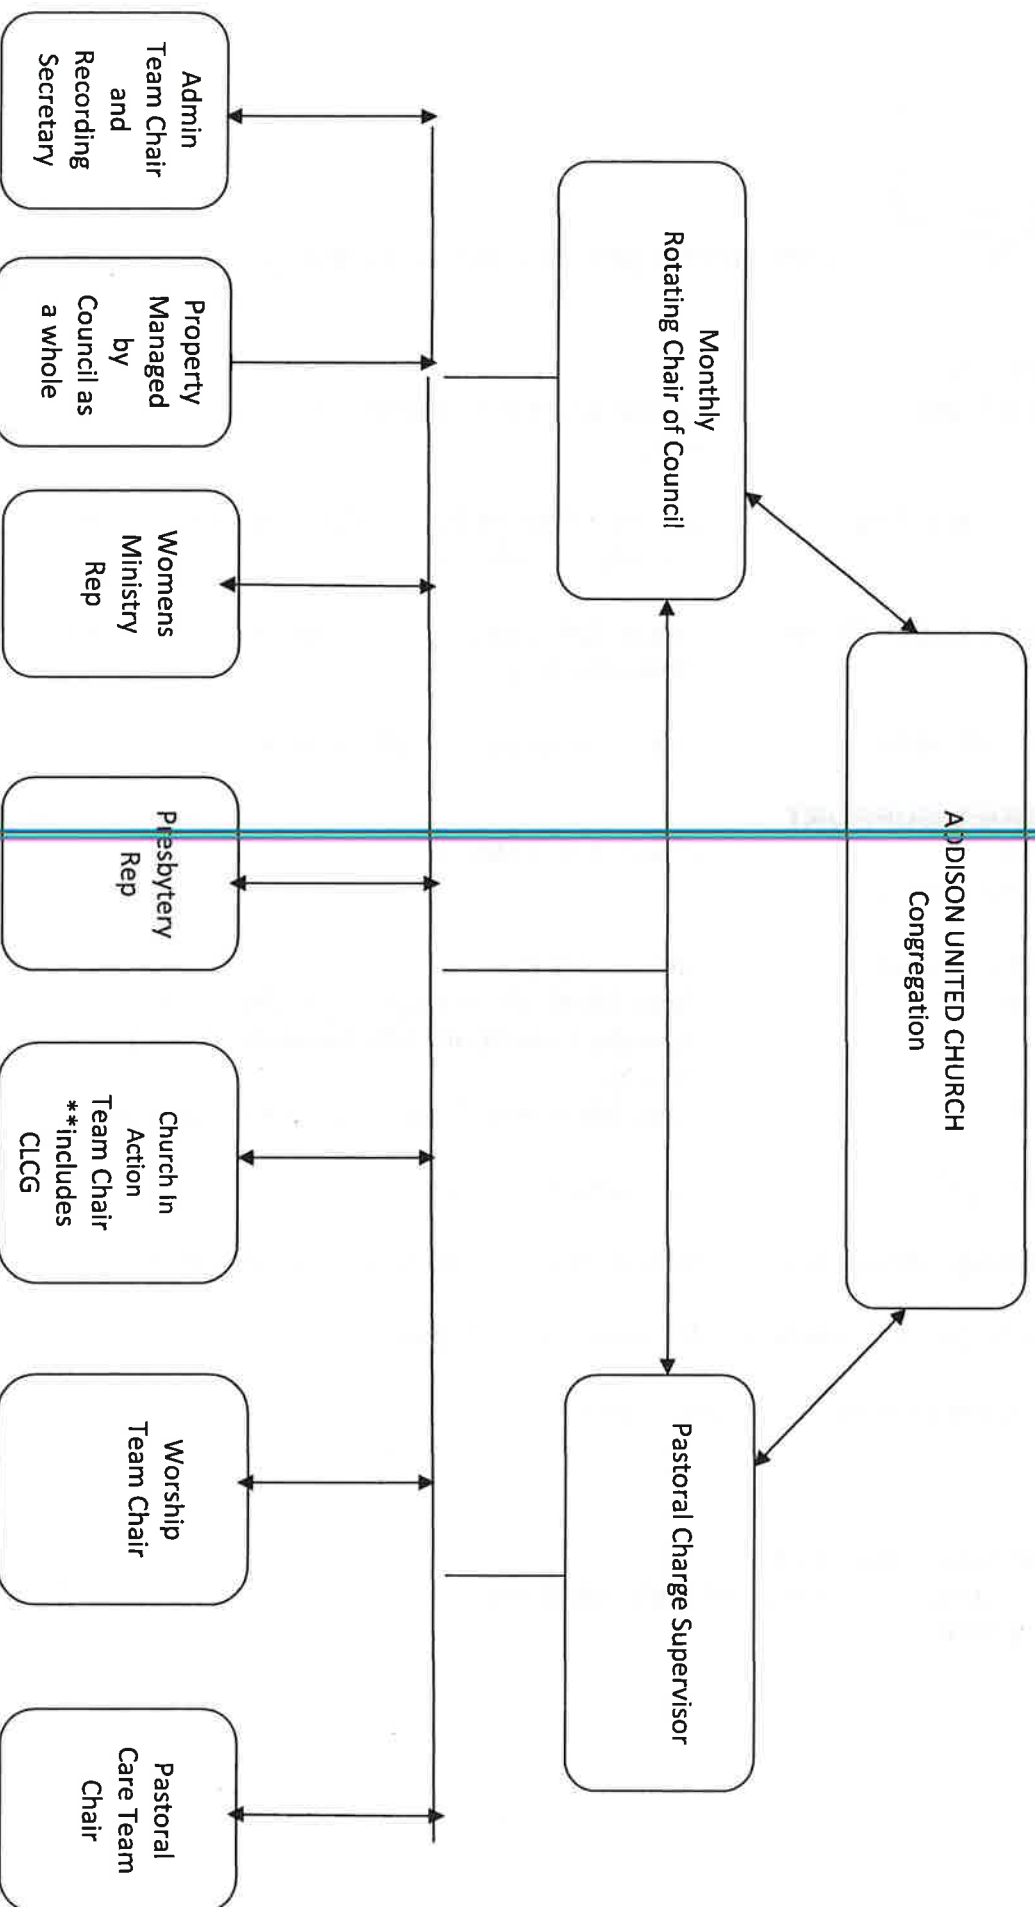 ADDISON UNITED CHURCH
Congregation
Monthly
Rotating Chair of Council
Pastoral Charge Supervisor
Admin
Team Chair
and
Recording
Secretary
Property
Managed
by
Council as
a whole
Womens
Ministry
Rep
Presbytery
Rep
Church In
Action
Team Chair
**includes
CLCG
Worship
Team Chair
Pastoral
Care Team
Chair